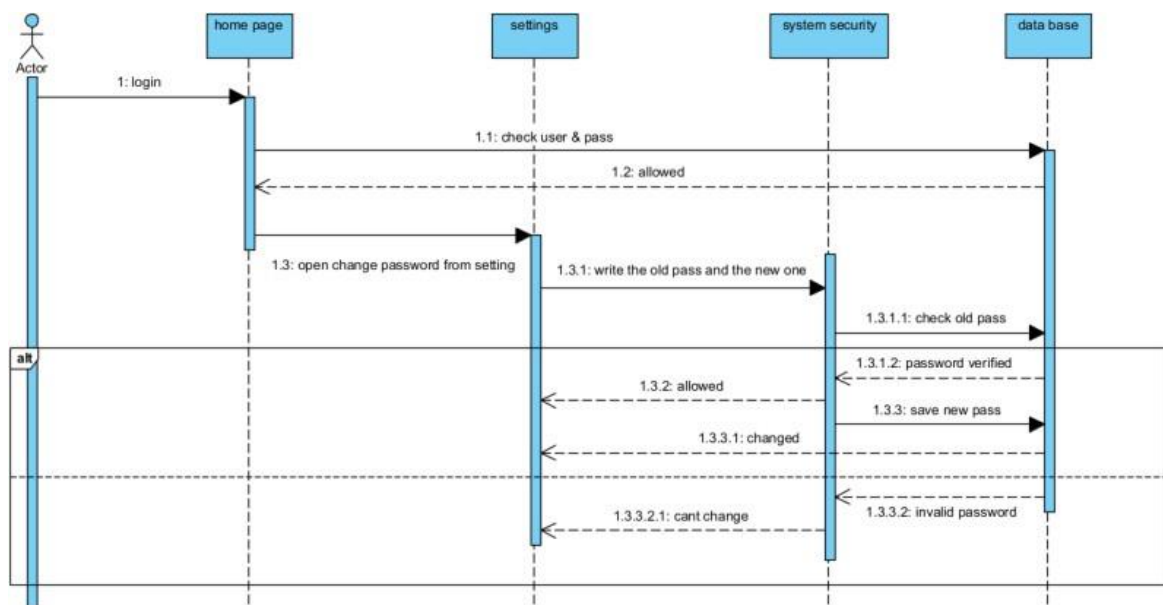 home page
settings
system security
data base
Actor
1: login
1.1: check user & pass
1.2: allowed
1.3: open change password from setting
1.3.1: write the old pass and the new one
1.3.1.1: check old pass
alt
1.3.1.2: password verified
1.3.2: allowed
1.3.3: save new pass
1.3.3.1: changed
1.3.3.2: invalid password
1.3.3.2.1: cant change